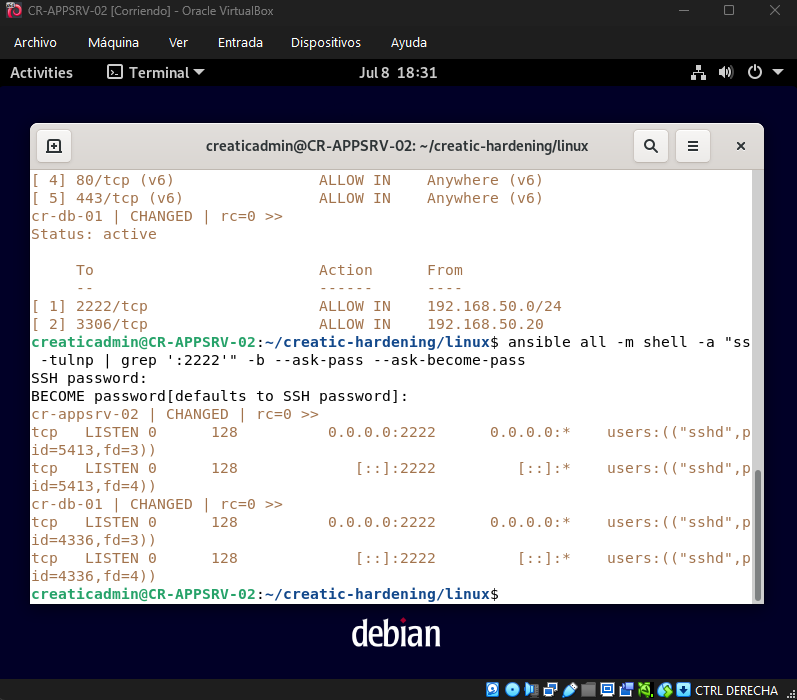 CR-APPSRV-02 [Corriendo] - Oracle VirtualBox
Archivo Máquina Ver Entrada Dispositivos Ayuda
Activities Terminal Jul 8 18:31
creaticadmin@CR-APPSRV-02: ~/creatic-hardening/linux
[ 4] 80/tcp (v6)                ALLOW IN    Anywhere (v6)
[ 5] 443/tcp (v6)               ALLOW IN    Anywhere (v6)
cr-db-01 | CHANGED | rc=0 >>
Status: active
     To                         Action      From
     --                         ------      ----
[ 1] 2222/tcp                   ALLOW IN    192.168.50.0/24
[ 2] 3306/tcp                   ALLOW IN    192.168.50.20
creaticadmin@CR-APPSRV-02:~/creatic-hardening/linux$ ansible all -m shell -a "ss
 -tulnp | grep ':2222'" -b --ask-pass --ask-become-pass
SSH password:
BECOME password[defaults to SSH password]:
cr-appsrv-02 | CHANGED | rc=0 >>
tcp   LISTEN 0      128          0.0.0.0:2222      0.0.0.0:*    users:(("sshd",p
id=5413,fd=3))
tcp   LISTEN 0      128             [::]:2222         [::]:*    users:(("sshd",p
id=5413,fd=4))
cr-db-01 | CHANGED | rc=0 >>
tcp   LISTEN 0      128          0.0.0.0:2222      0.0.0.0:*    users:(("sshd",p
id=4336,fd=3))
tcp   LISTEN 0      128             [::]:2222         [::]:*    users:(("sshd",p
id=4336,fd=4))
creaticadmin@CR-APPSRV-02:~/creatic-hardening/linux$
debian
CTRL DERECHA